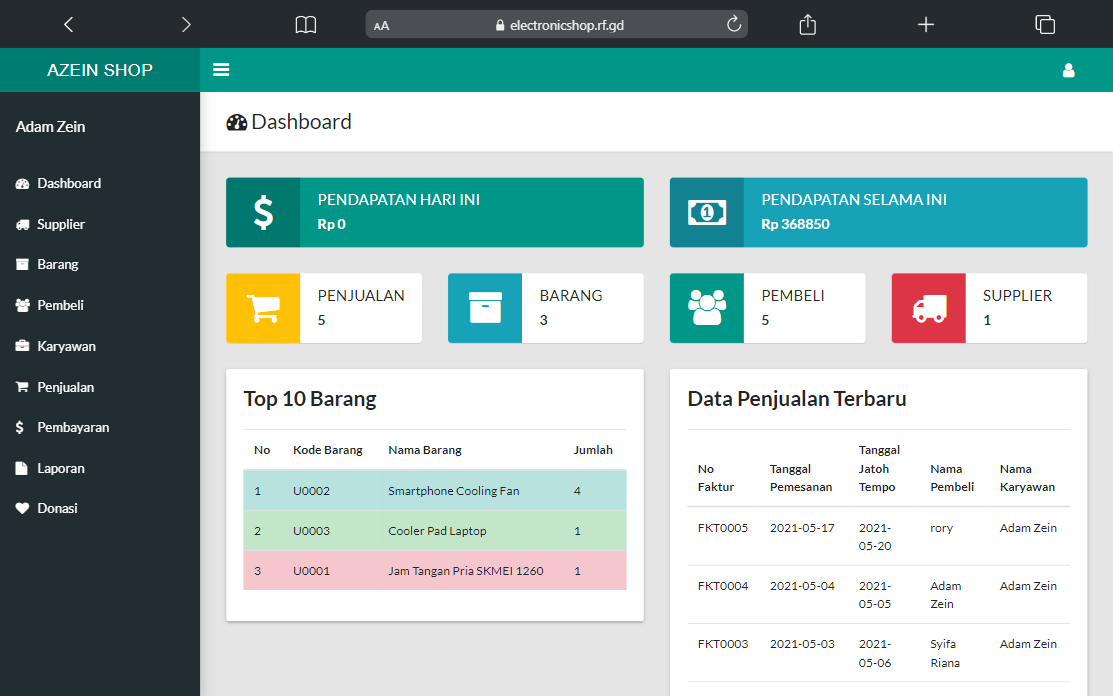 AA electronicshop.rf.gd
AZEIN SHOP
Adam Zein
Dashboard
Supplier
Barang
Pembeli
Karyawan
Penjualan
Pembayaran
Laporan
Donasi
Dashboard
PENDAPATAN HARI INI
Rp 0
PENDAPATAN SELAMA INI
Rp 368850
PENJUALAN
5
BARANG
3
PEMBELI
5
SUPPLIER
1
Top 10 Barang
No Kode Barang Nama Barang Jumlah
1 U0002 Smartphone Cooling Fan 4
2 U0003 Cooler Pad Laptop 1
3 U0001 Jam Tangan Pria SKMEI 1260 1
Data Penjualan Terbaru
No
Faktur
Tanggal
Pemesanan
Tanggal
Jatoh
Tempo
Nama
Pembeli
Nama
Karyawan
FKT0005 2021-05-17 2021-
05-20
rory Adam Zein
FKT0004 2021-05-04 2021-
05-05
Adam
Zein
Adam Zein
FKT0003 2021-05-03 2021-
05-06
Syifa
Riana
Adam Zein